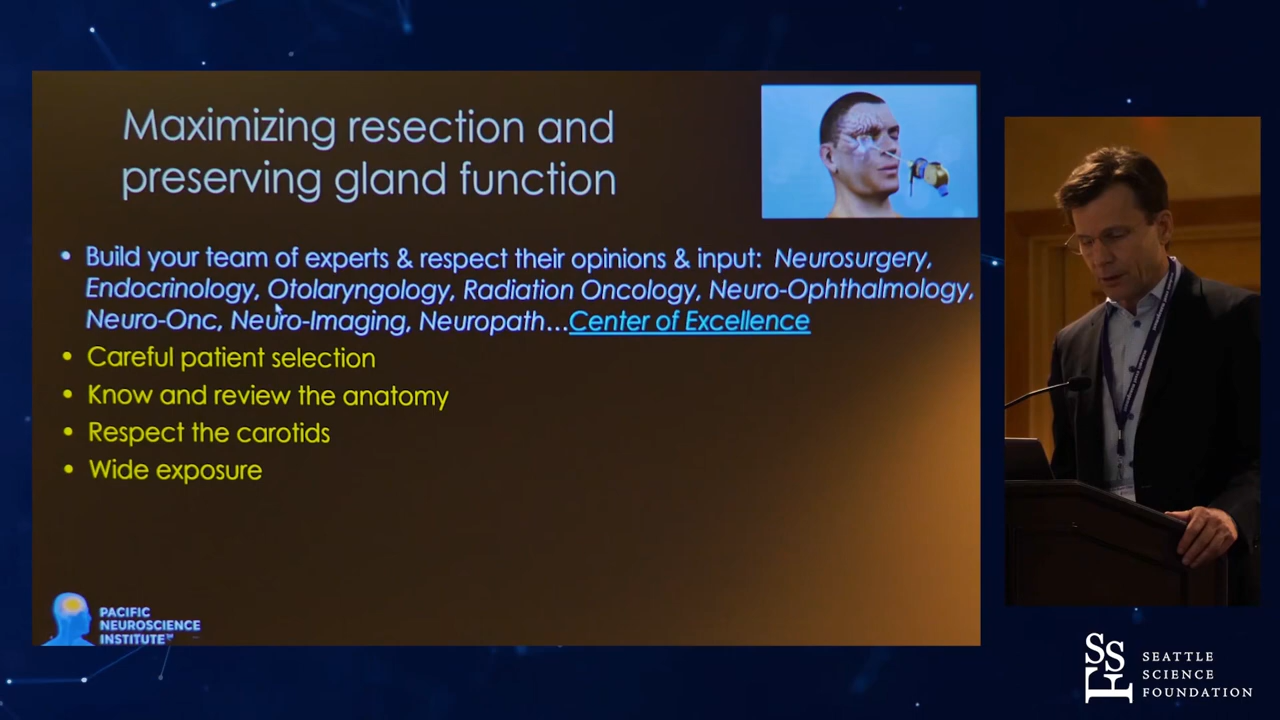 Maximizing resection and
preserving gland function
• Build your team of experts & respect their opinions & input: Neurosurgery,
Endocrinology, Otolaryngology, Radiation Oncology, Neuro-Ophthalmology,
Neuro-Onc, Neuro-Imaging, Neuropath...Center of Excellence
• Careful patient selection
• Know and review the anatomy
• Respect the carotids
• Wide exposure
PACIFIC
NEUROSCIENCE
INSTITUTE™
SSF
SEATTLE
SCIENCE
FOUNDATION